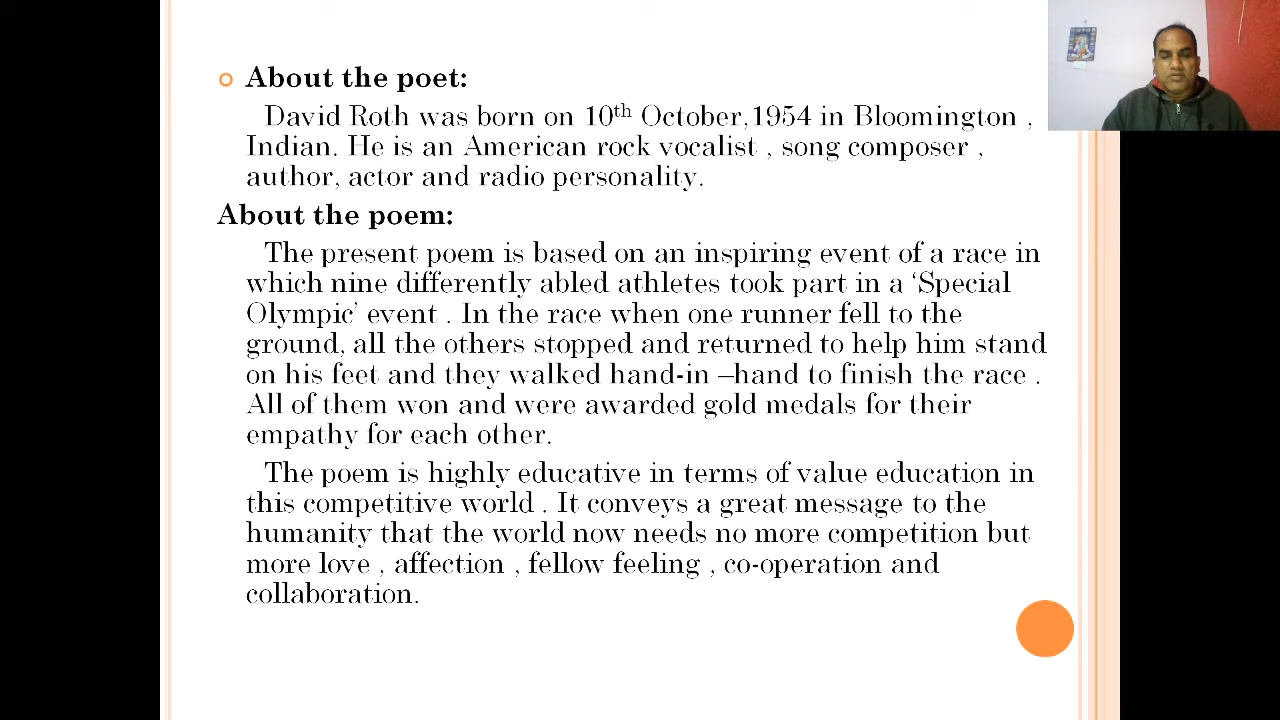 About the poet:
David Roth was born on 10th October,1954 in Bloomington ,
Indian. He is an American rock vocalist , song composer ,
author, actor and radio personality.
About the poem:
The present poem is based on an inspiring event of a race in
which nine differently abled athletes took part in a ‘Special
Olympic’ event . In the race when one runner fell to the
ground, all the others stopped and returned to help him stand
on his feet and they walked hand-in –hand to finish the race .
All of them won and were awarded gold medals for their
empathy for each other.
The poem is highly educative in terms of value education in
this competitive world . It conveys a great message to the
humanity that the world now needs no more competition but
more love , affection , fellow feeling , co-operation and
collaboration.